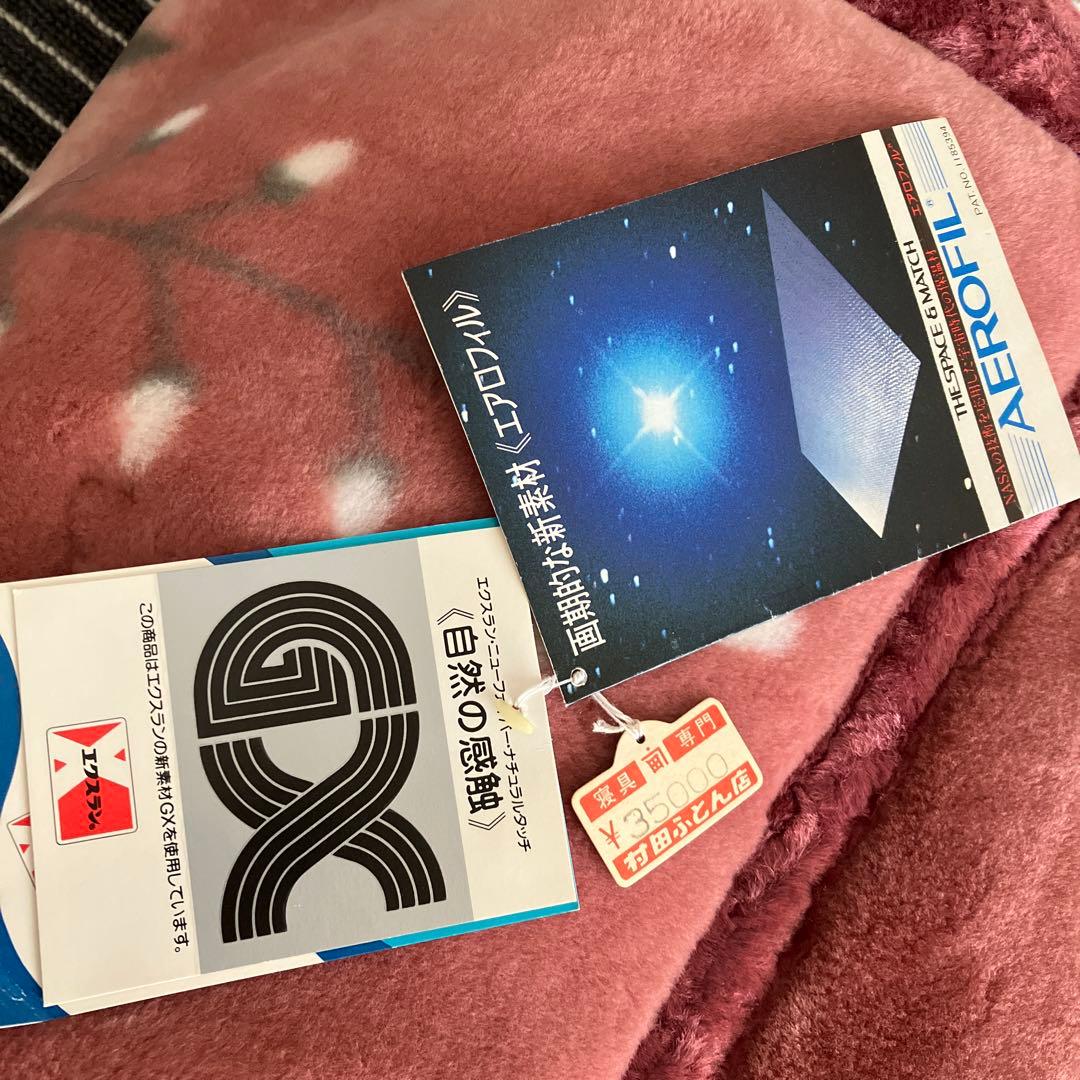 画期的な新素材《エアロフィル》
THE SPACE & MATCH
エアロフィル®
NASAの技術を応用した宇宙時代の保温材
AEROFIL®
PAT. NO. 1185394
エクスラン・ニューファイバー・ナチュラルタッチ
《自然の感触》
GX
この商品はエクスランの新素材GXを使用しています。
エクスラン®
寝具 専門
¥35000
村田ふとん店